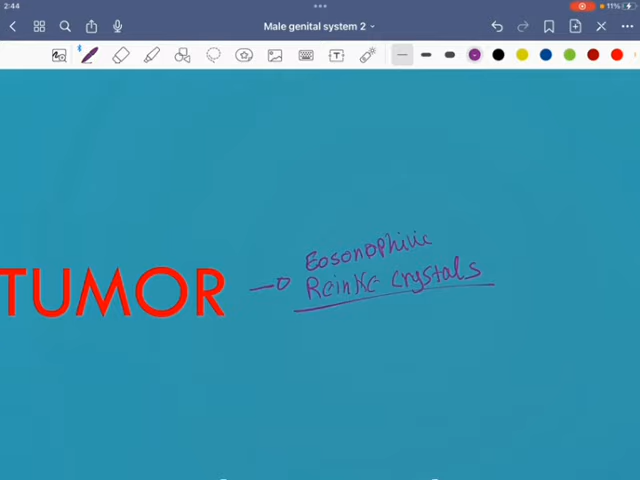 2:44
11%
Male genital system 2
Eosonophilic
TUMOR
Reinke crystals